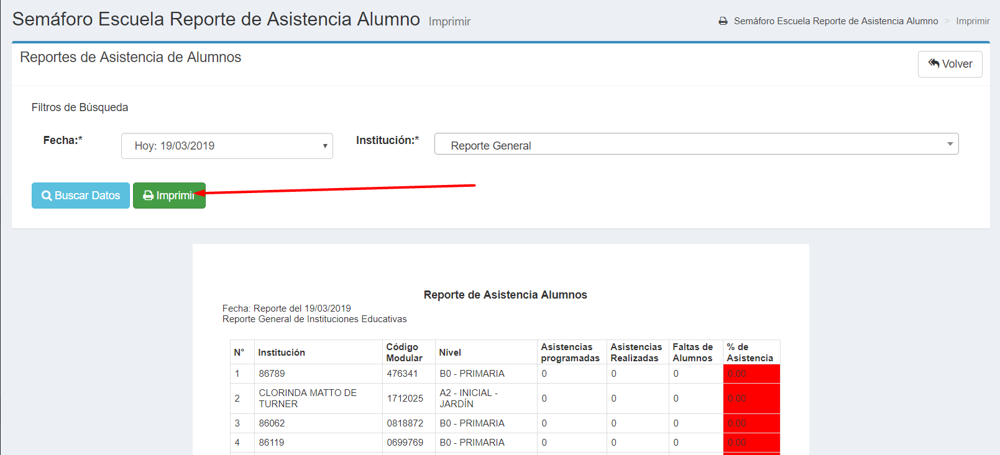 Semáforo Escuela Reporte de Asistencia Alumno Imprimir
Semáforo Escuela Reporte de Asistencia Alumno > Imprimir
Reportes de Asistencia de Alumnos
Volver
Filtros de Búsqueda
Fecha:* Hoy: 19/03/2019 Institución:* Reporte General
Buscar Datos Imprimir
Reporte de Asistencia Alumnos
Fecha: Reporte del 19/03/2019
Reporte General de Instituciones Educativas
N° Institución Código Modular Nivel Asistencias programadas Asistencias Realizadas Faltas de Alumnos % de Asistencia
1 86789 476341 B0 - PRIMARIA 0 0 0 0.00
2 CLORINDA MATTO DE TURNER 1712025 A2 - INICIAL - JARDÍN 0 0 0 0.00
3 86062 0818872 B0 - PRIMARIA 0 0 0 0.00
4 86119 0699769 B0 - PRIMARIA 0 0 0 0.00